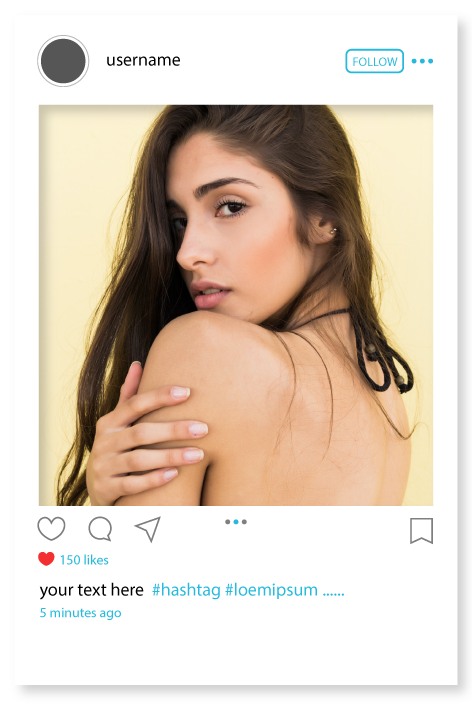 username
FOLLOW
150 likes
your text here #hashtag #loemipsum ......
5 minutes ago